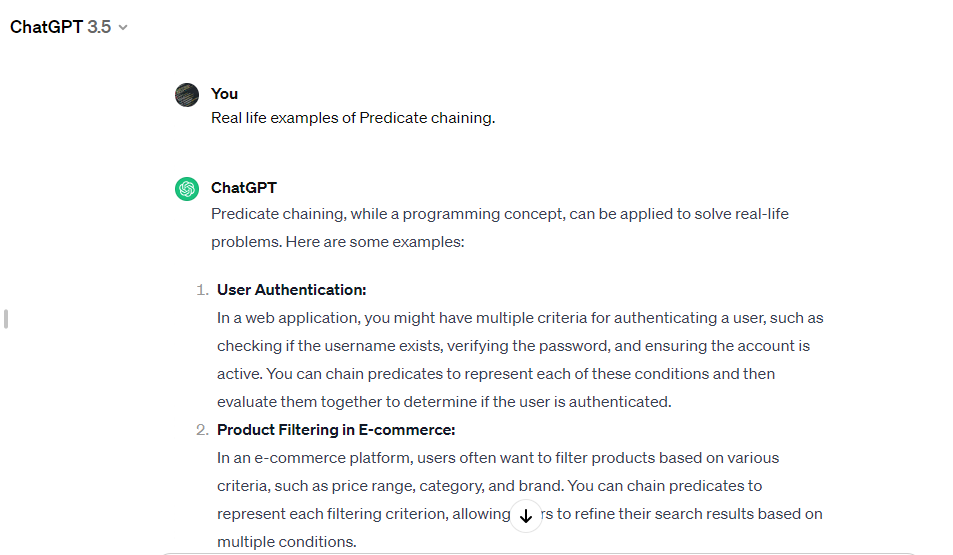 ChatGPT 3.5
You
Real life examples of Predicate chaining.
ChatGPT
Predicate chaining, while a programming concept, can be applied to solve real-life
problems. Here are some examples:
1. User Authentication:
In a web application, you might have multiple criteria for authenticating a user, such as
checking if the username exists, verifying the password, and ensuring the account is
active. You can chain predicates to represent each of these conditions and then
evaluate them together to determine if the user is authenticated.
2. Product Filtering in E-commerce:
In an e-commerce platform, users often want to filter products based on various
criteria, such as price range, category, and brand. You can chain predicates to
represent each filtering criterion, allowing rs to refine their search results based on
multiple conditions.